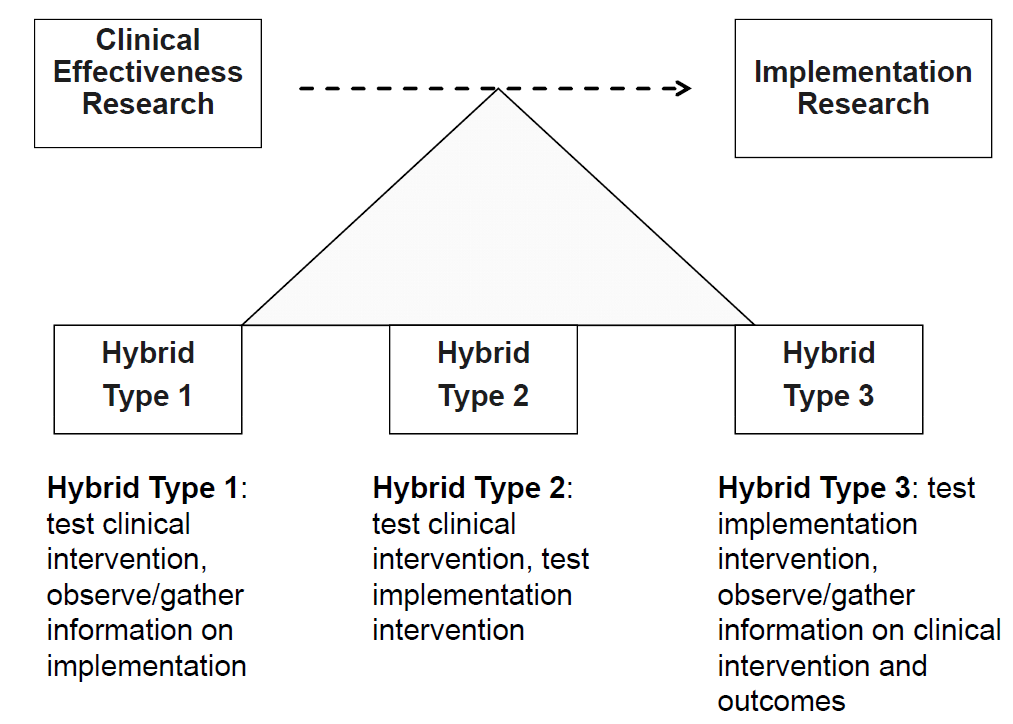 Clinical
Effectiveness
Research
Implementation
Research
Hybrid
Type 1
Hybrid
Type 2
Hybrid
Type 3
Hybrid Type 1:
test clinical
intervention,
observe/gather
information on
implementation
Hybrid Type 2:
test clinical
intervention, test
implementation
intervention
Hybrid Type 3: test
implementation
intervention,
observe/gather
information on clinical
intervention and
outcomes